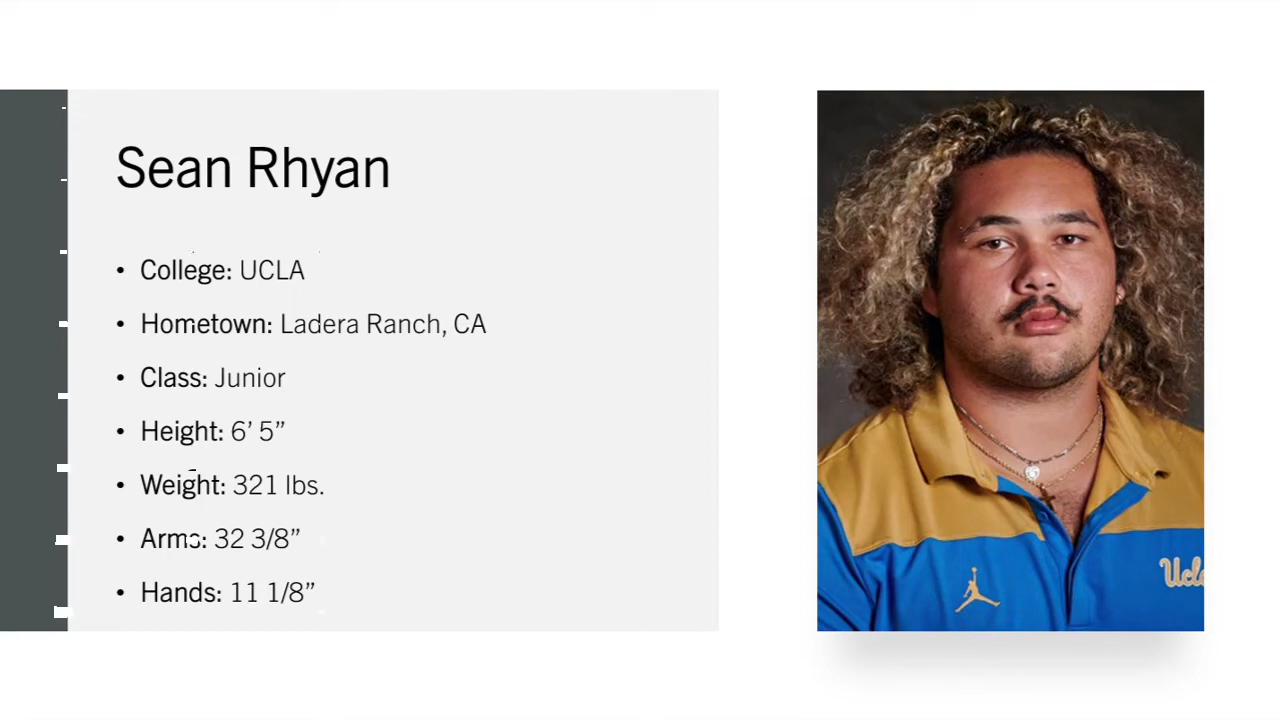 Sean Rhyan
• College: UCLA
• Hometown: Ladera Ranch, CA
• Class: Junior
• Height: 6’ 5”
• Weight: 321 lbs.
• Arms: 32 3/8”
• Hands: 11 1/8”